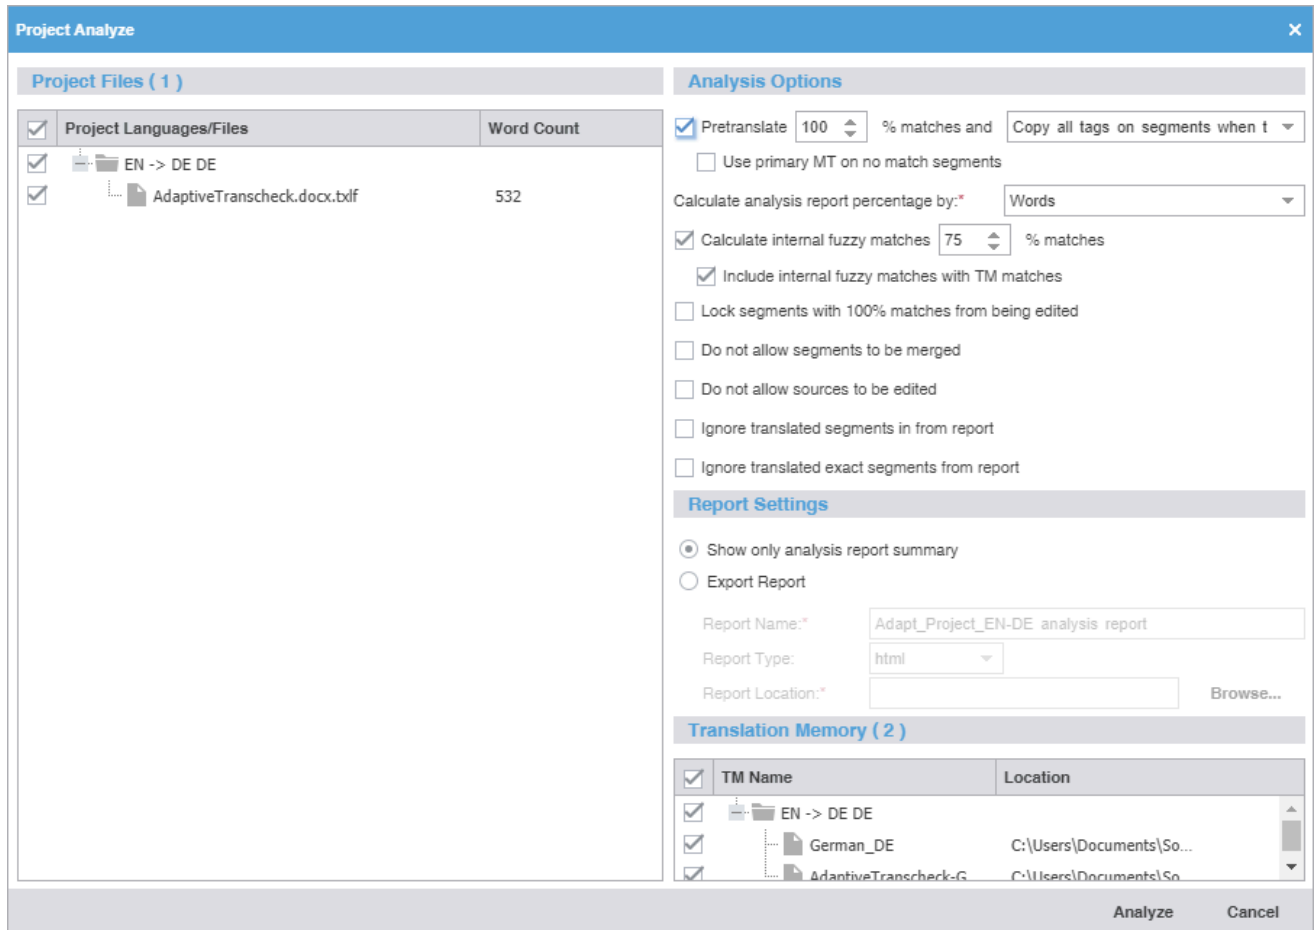 Project Analyze
Project Files ( 1 )
Project Languages/Files Word Count
EN -> DE DE
AdaptiveTranscheck.docx.txlf 532
Analysis Options
Pretranslate 100 % matches and Copy all tags on segments when t
Use primary MT on no match segments
Calculate analysis report percentage by:* Words
Calculate internal fuzzy matches 75 % matches
Include internal fuzzy matches with TM matches
Lock segments with 100% matches from being edited
Do not allow segments to be merged
Do not allow sources to be edited
Ignore translated segments in from report
Ignore translated exact segments from report
Report Settings
Show only analysis report summary
Export Report
Report Name:* Adapt_Project_EN-DE analysis report
Report Type: html
Report Location:* Browse...
Translation Memory ( 2 )
TM Name Location
EN -> DE DE
German_DE C:\Users\Documents\So...
AdaptiveTranscheck-G C:\Users\Documents\So
Analyze Cancel